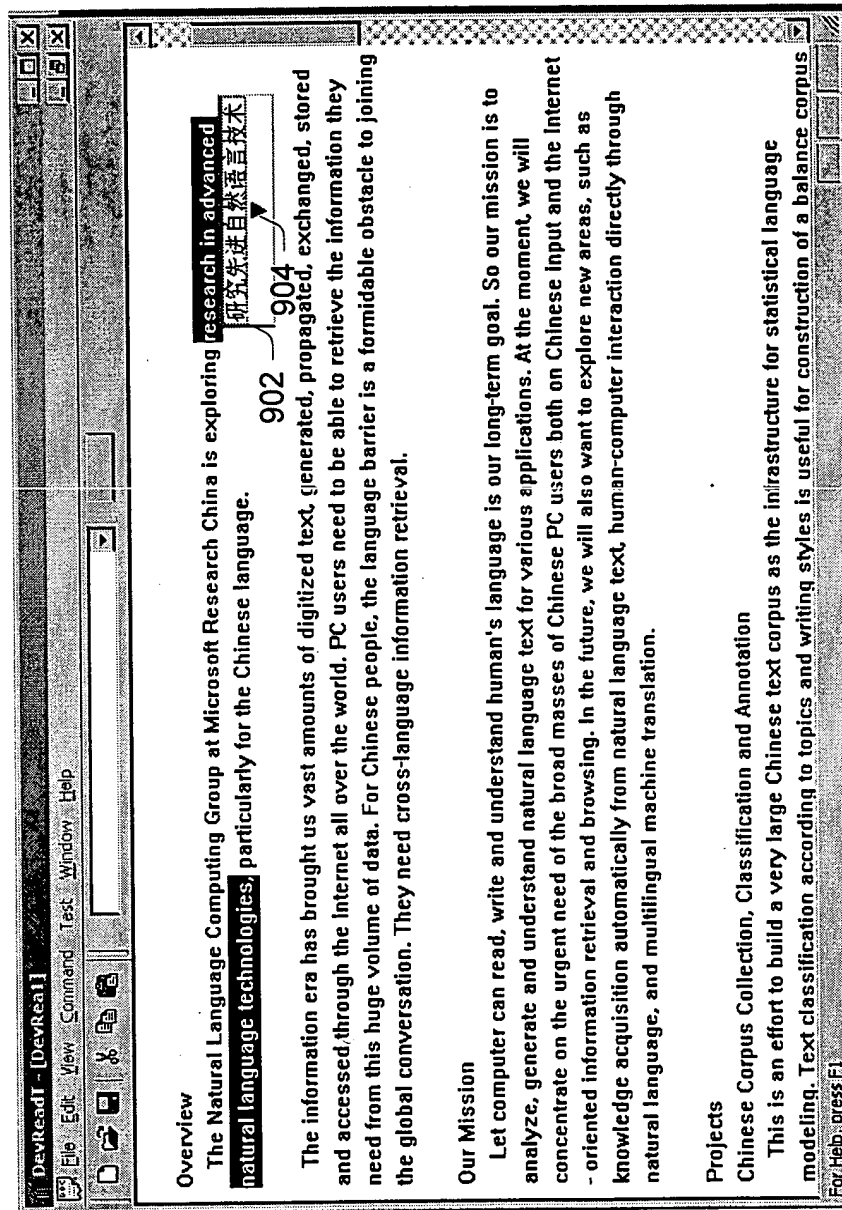 DevReadT - [DevRea1]
File Edit View Command Test Window Help
Overview
The Natural Language Computing Group at Microsoft Research China is exploring research in advanced
natural language technologies, particularly for the Chinese language.
研究先进自然语言技术
902
904
The information era has brought us vast amounts of digitized text, generated, propagated, exchanged, stored
and accessed through the Internet all over the world. PC users need to be able to retrieve the information they
need from this huge volume of data. For Chinese people, the language barrier is a formidable obstacle to joining
the global conversation. They need cross-language information retrieval.
Our Mission
Let computer can read, write and understand human's language is our long-term goal. So our mission is to
analyze, generate and understand natural language text for various applications. At the moment, we will
concentrate on the urgent need of the broad masses of Chinese PC users both on Chinese input and the Internet
- oriented information retrieval and browsing. In the future, we will also want to explore new areas, such as
knowledge acquisition automatically from natural language text, human-computer interaction directly through
natural language, and multilingual machine translation.
Projects
Chinese Corpus Collection, Classification and Annotation
This is an effort to build a very large Chinese text corpus as the infrastructure for statistical language
modeling. Text classification according to topics and writing styles is useful for construction of a balance corpus
For Help, press F1